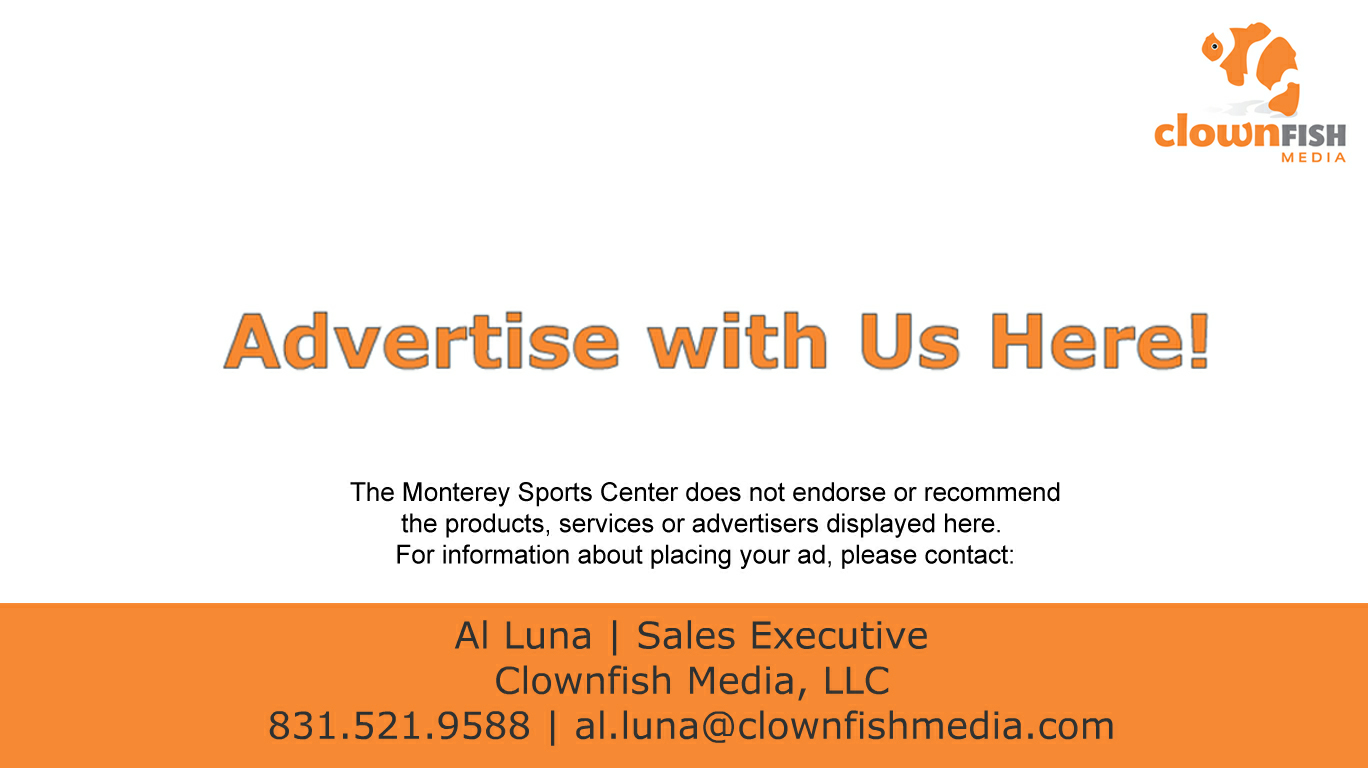 clownFISH
MEDIA
Advertise with Us Here!
The Monterey Sports Center does not endorse or recommend
the products, services or advertisers displayed here.
For information about placing your ad, please contact:
Al Luna | Sales Executive
Clownfish Media, LLC
831.521.9588 | al.luna@clownfishmedia.com